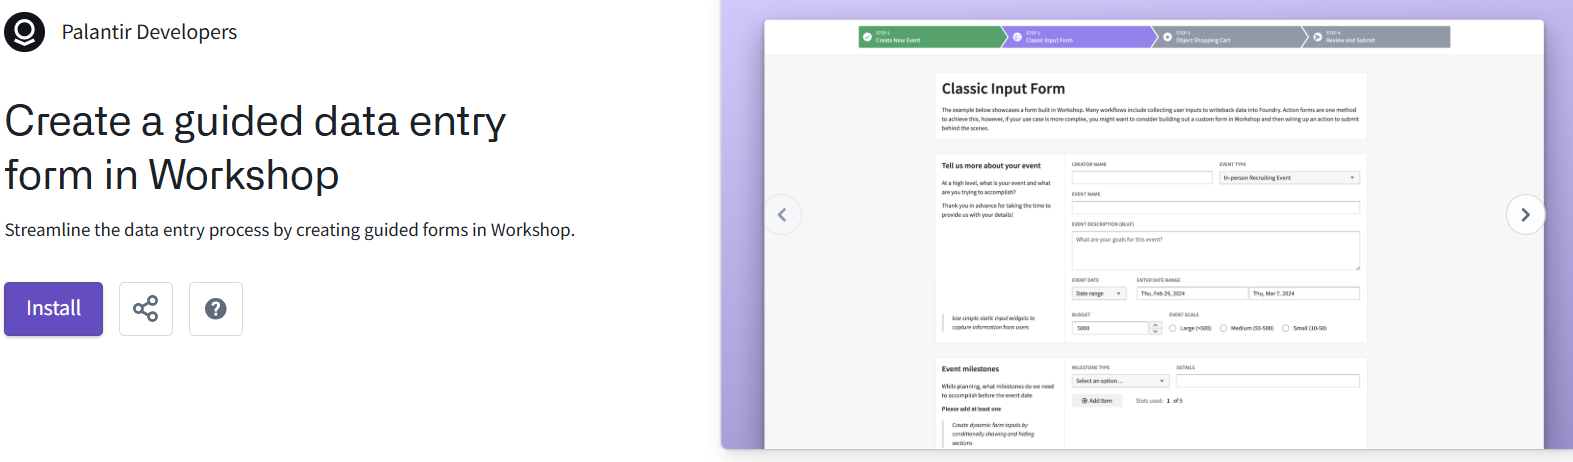 Palantir Developers
Create a guided data entry
form in Workshop
Streamline the data entry process by creating guided forms in Workshop.
Install
STEP 1
Create New Event
STEP 2
Classic Input Form
STEP 3
Object Shopping Cart
STEP 4
Review and Submit
Classic Input Form
The example below showcases a form built in Workshop. Many workflows include collecting user inputs to writeback data into Foundry. Action forms are one method
to achieve this, however, if your use case is more complex, you might want to consider building out a custom form in Workshop and then wiring up an action to submit
behind the scenes.
Tell us more about your event
At a high level, what is your event and what
are you trying to accomplish?
Thank you in advance for taking the time to
provide us with your details!
Use simple static input widgets to
capture information from users
CREATOR NAME
EVENT TYPE
In-person Recruiting Event
EVENT NAME
EVENT DESCRIPTION (BLUF)
What are your goals for this event?
EVENT DATE
ENTER DATE RANGE
Date range
Thu, Feb 29, 2024
Thu, Mar 7, 2024
BUDGET
EVENT SCALE
5000
Large (>500)
Medium (50-500)
Small (10-50)
Event milestones
While planning, what milestones do we need
to accomplish before the event date
Please add at least one
Create dynamic form inputs by
conditionally showing and hiding
sections
MILESTONE TYPE
DETAILS
Select an option...
Add item
Slots used: 1 of 5